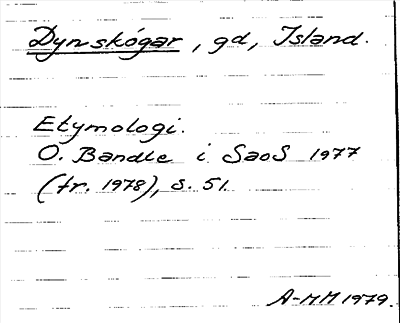 Dynskógar, gd, Island.
Etymologi.
O. Bandle i SaoS 1977
(tr. 1978), s. 51.
A-MM 1979.